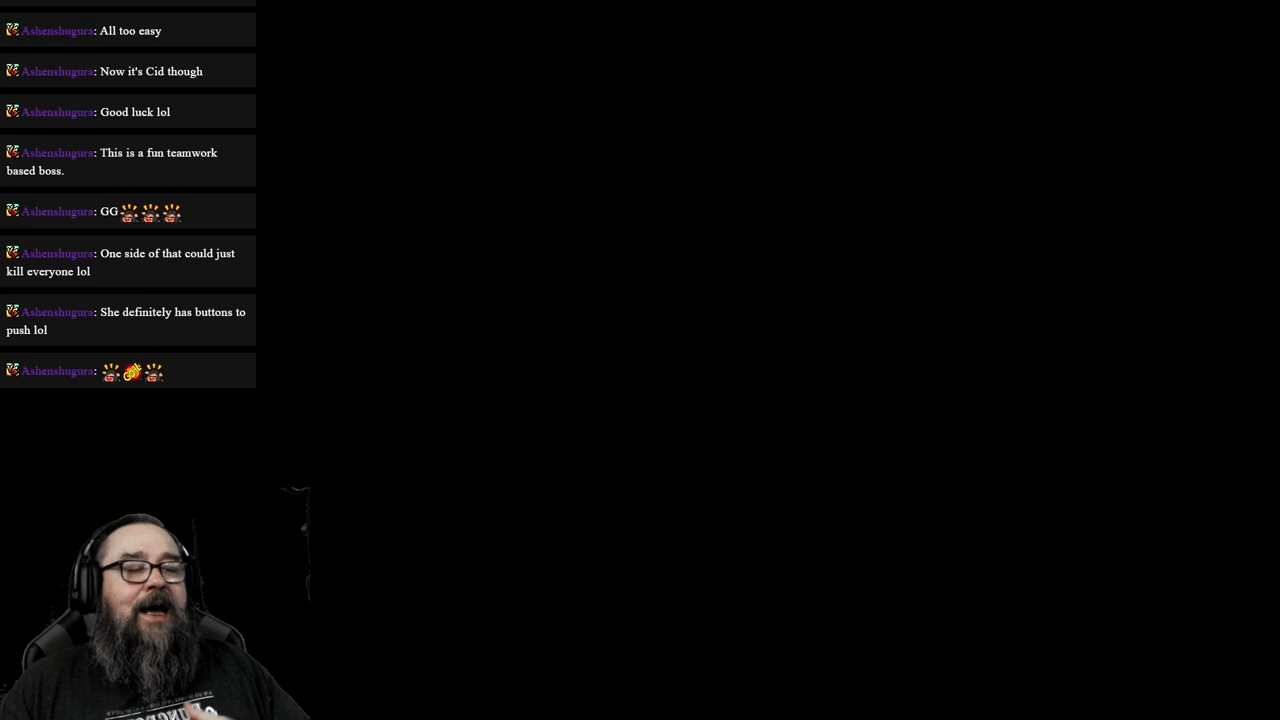 Ashenshugura: All too easy
Ashenshugura: Now it's Cid though
Ashenshugura: Good luck lol
Ashenshugura: This is a fun teamwork
based boss.
Ashenshugura: GG
Ashenshugura: One side of that could just
kill everyone lol
Ashenshugura: She definitely has buttons to
push lol
Ashenshugura: